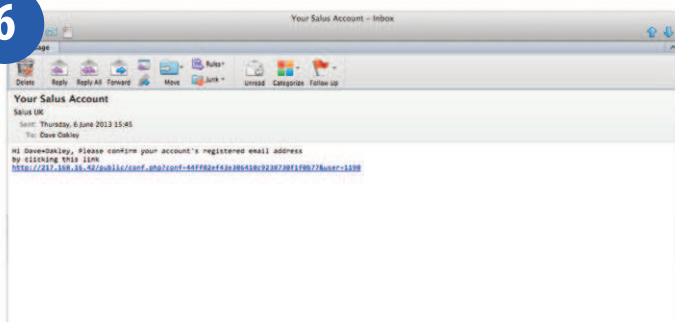 6
Your Salus Account – Inbox
Rules
Delete Reply Reply All Forward Move Junk Unread Categorize Follow Up
Your Salus Account
Salus UK
Sent: Thursday, 6 June 2013 15:45
To: Dave Oakley
Hi Dave+Oakley, Please confirm your account's registered email address
by clicking this link